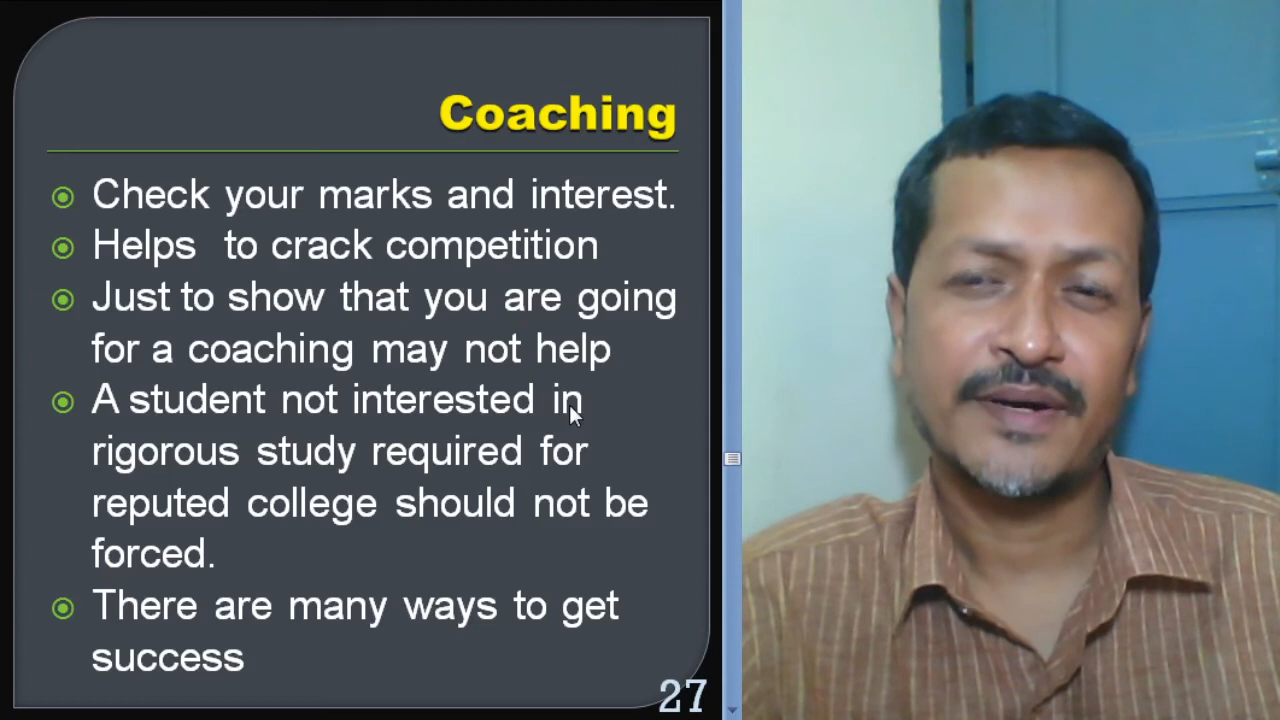 Coaching
Check your marks and interest.
Helps to crack competition
Just to show that you are going
for a coaching may not help
A student not interested in
rigorous study required for
reputed college should not be
forced.
There are many ways to get
success
27